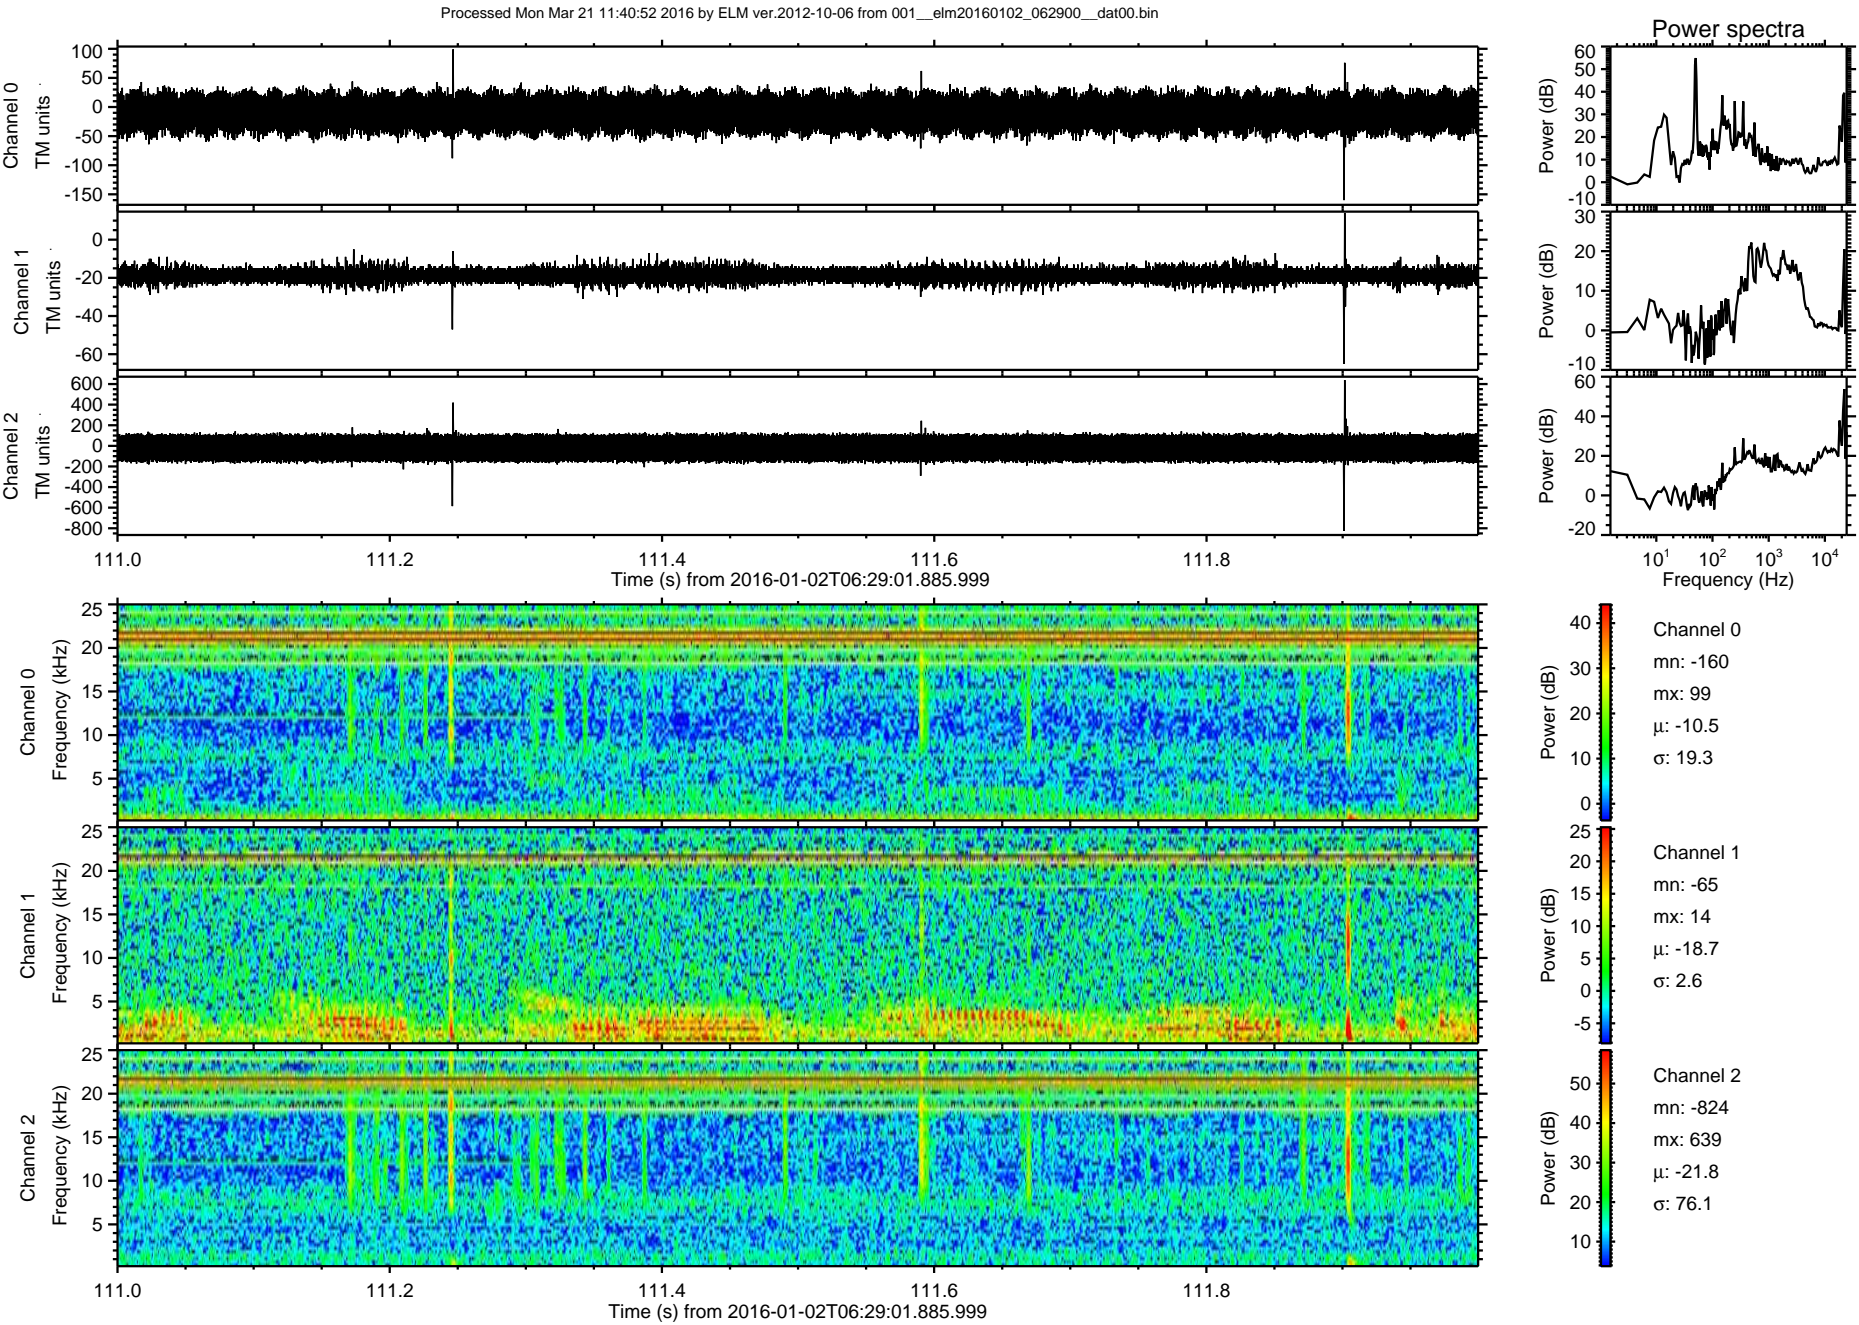 Processed Mon Mar 21 11:40:52 2016 by ELM ver.2012-10-06 from 001__elm20160102_062900__dat00.bin
Power spectra
Channel 0
TM units
100
50
0
-50
-100
-150
Power (dB)
60
50
40
30
20
10
0
-10
Channel 1
TM units
0
-20
-40
-60
Power (dB)
30
20
10
0
-10
Channel 2
TM units
600
400
200
0
-200
-400
-600
-800
Power (dB)
60
40
20
0
-20
111.0 111.2 111.4 111.6 111.8
Time (s) from 2016-01-02T06:29:01.885.999
10^1 10^2 10^3 10^4
Frequency (Hz)
Channel 0
Frequency (kHz)
25
20
15
10
5
Power (dB)
40
30
20
10
0
Channel 0
mn: -160
mx: 99
μ: -10.5
σ: 19.3
Channel 1
Frequency (kHz)
25
20
15
10
5
Power (dB)
25
20
15
10
5
0
-5
Channel 1
mn: -65
mx: 14
μ: -18.7
σ: 2.6
Channel 2
Frequency (kHz)
25
20
15
10
5
Power (dB)
50
40
30
20
10
Channel 2
mn: -824
mx: 639
μ: -21.8
σ: 76.1
111.0 111.2 111.4 111.6 111.8
Time (s) from 2016-01-02T06:29:01.885.999